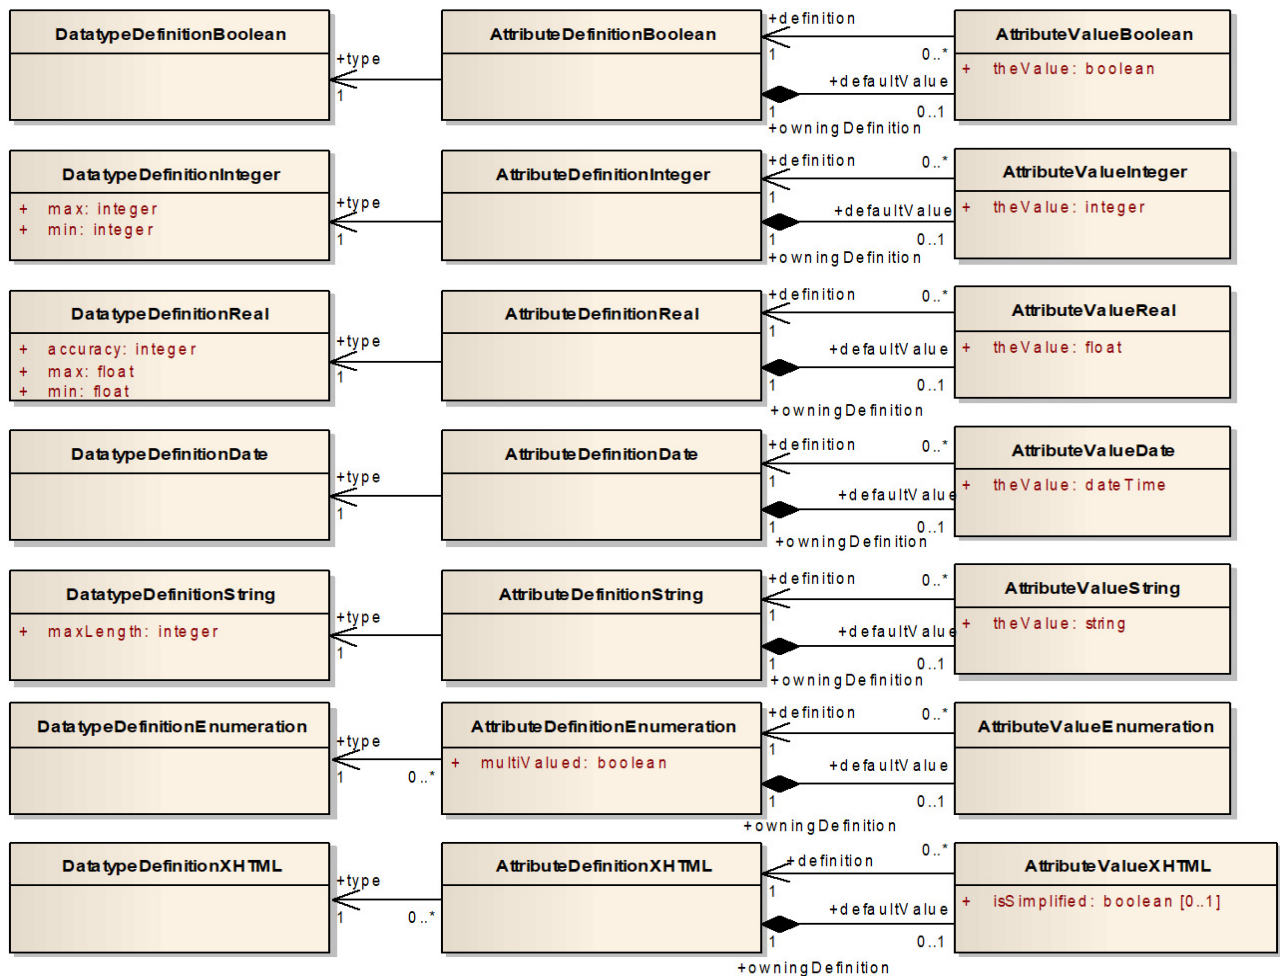 DatatypeDefinitionBoolean
+type
1
AttributeDefinitionBoolean
+definition
1
0..*
+defaultValue
1
0..1
+owningDefinition
AttributeValueBoolean
+ theValue: boolean
DatatypeDefinitionInteger
+ max: integer
+ min: integer
+type
1
AttributeDefinitionInteger
+definition
0..*
1
+defaultValue
1
0..1
+owningDefinition
AttributeValueInteger
+ theValue: integer
DatatypeDefinitionReal
+ accuracy: integer
+ max: float
+ min: float
+type
1
AttributeDefinitionReal
+definition
0..*
1
+defaultValue
1
0..1
+owningDefinition
AttributeValueReal
+ theValue: float
DatatypeDefinitionDate
+type
1
AttributeDefinitionDate
+definition
0..*
1
+defaultValue
1
0..1
+owningDefinition
AttributeValueDate
+ theValue: dateTime
DatatypeDefinitionString
+ maxLength: integer
+type
1
AttributeDefinitionString
+definition
0..*
1
+defaultValue
1
0..1
+owningDefinition
AttributeValueString
+ theValue: string
DatatypeDefinitionEnumeration
+type
1
0..*
AttributeDefinitionEnumeration
+ multiValued: boolean
+definition
0..*
1
+defaultValue
1
0..1
+owningDefinition
AttributeValueEnumeration
DatatypeDefinitionXHTML
+type
1
0..*
AttributeDefinitionXHTML
+definition
0..*
1
+defaultValue
1
0..1
+owningDefinition
AttributeValueXHTML
+ isSimplified: boolean [0..1]